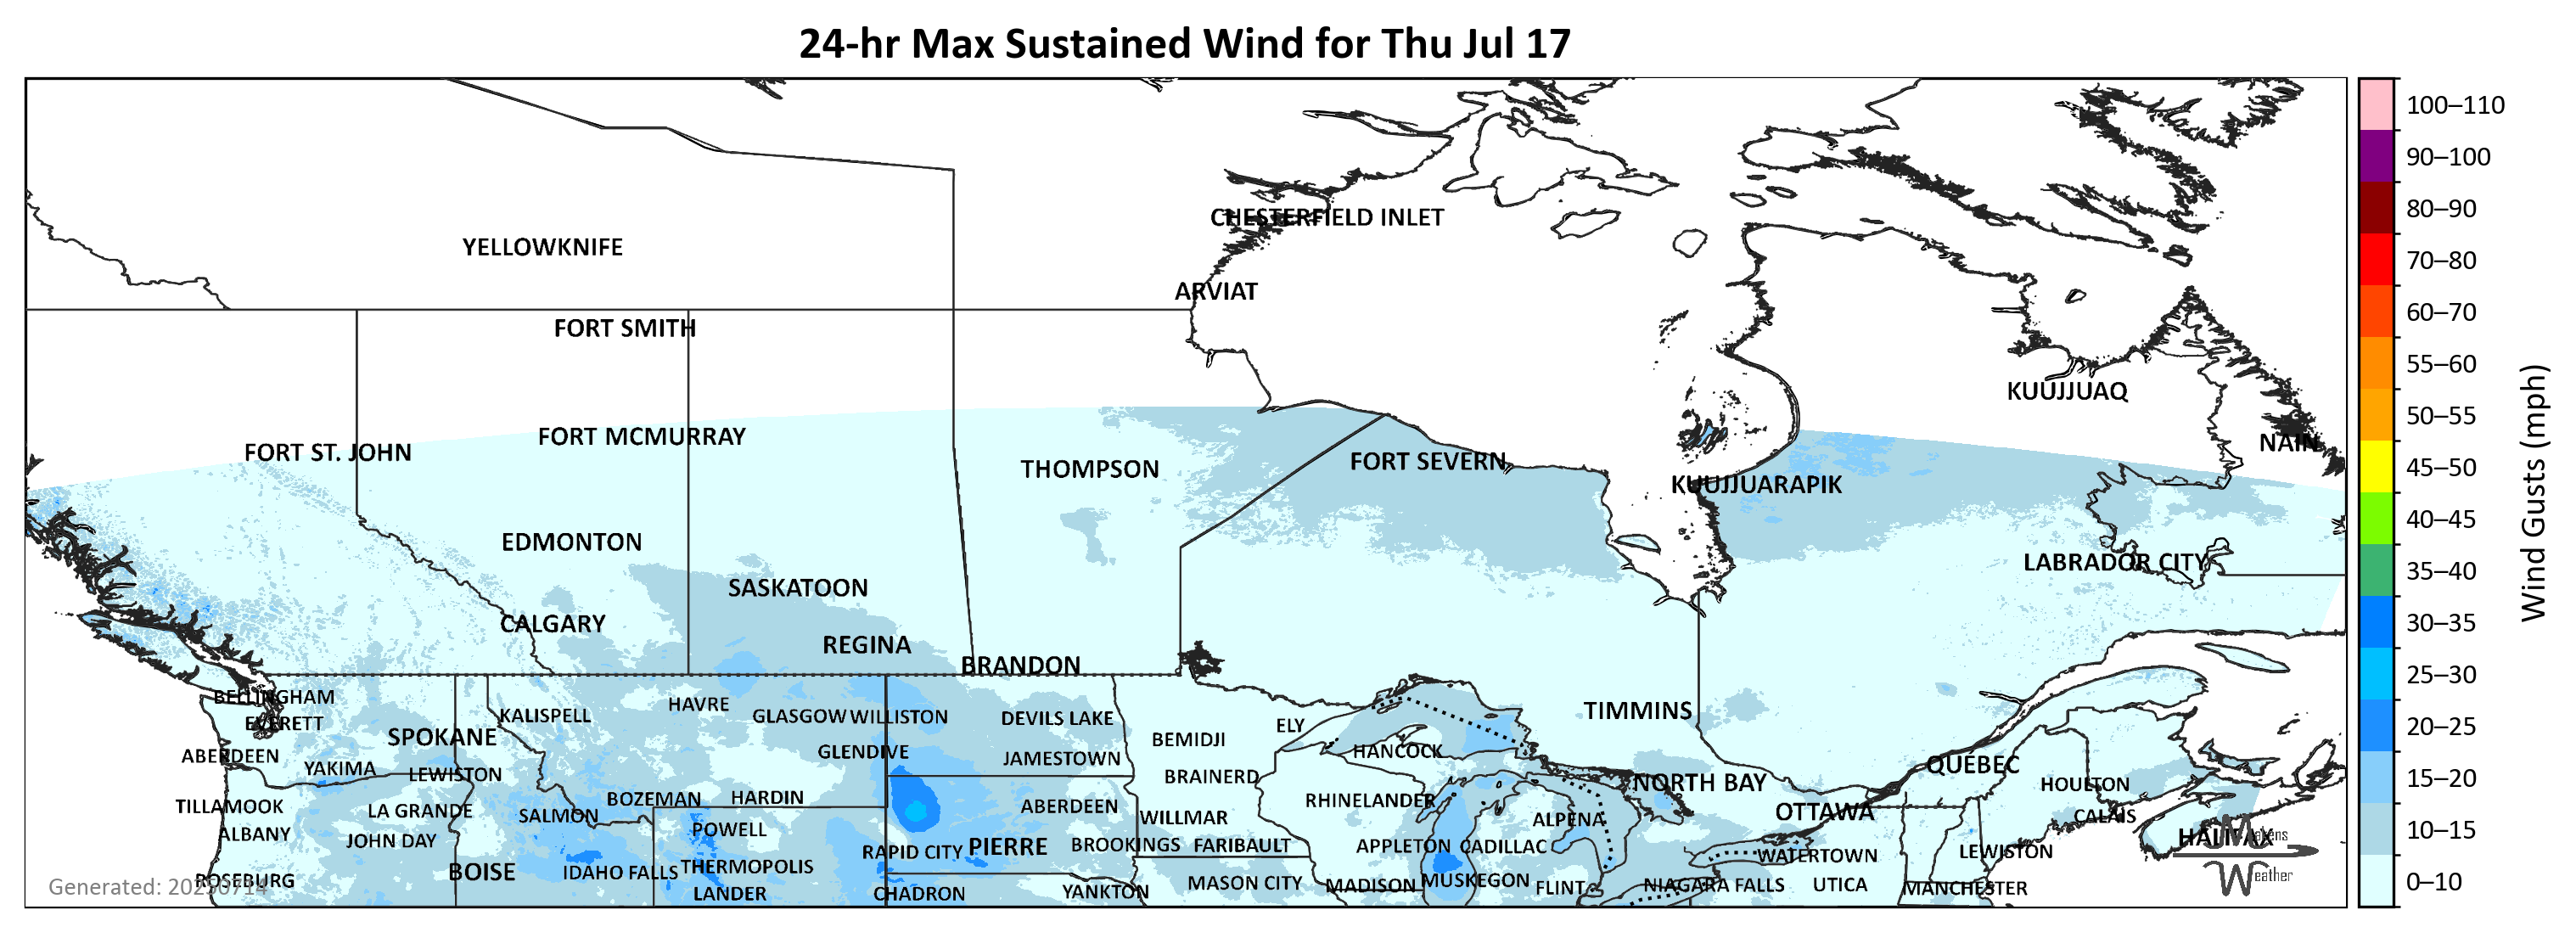 24-hr Max Sustained Wind for Thu Jul 17
100–110
90–100
80–90
70–80
60–70
55–60
50–55
45–50
40–45
35–40
30–35
25–30
20–25
15–20
10–15
0–10
Wind Gusts (mph)
CHESTERFIELD INLET
YELLOWKNIFE
ARVIAT
FORT SMITH
KUUJJUAQ
FORT MCMURRAY
NAIN
FORT ST. JOHN
FORT SEVERN
THOMPSON
KUUJJUARAPIK
EDMONTON
LABRADOR CITY
SASKATOON
CALGARY
REGINA
BRANDON
BELLINGHAM
HAVRE
TIMMINS
KALISPELL
GLASGOW
WILLISTON
DEVILS LAKE
EVERETT
ELY
SPOKANE
BEMIDJI
GLENDIVE
HANCOCK
ABERDEEN
JAMESTOWN
QUÉBEC
YAKIMA
LEWISTON
BRAINERD
NORTH BAY
HOULTON
BOZEMAN
HARDIN
RHINELANDER
TILLAMOOK
LA GRANDE
SALMON
ABERDEEN
OTTAWA
CALAIS
WILLMAR
ALPENA
ALBANY
JOHN DAY
POWELL
HALIFAX
PIERRE
BROOKINGS
FARIBAULT
APPLETON
CADILLAC
RAPID CITY
WATERTOWN
LEWISTON
BOISE
IDAHO FALLS
THERMOPOLIS
ROSEBURG
MUSKEGON
MASON CITY
MADISON
FLINT
NIAGARA FALLS
UTICA
MANCHESTER
LANDER
CHADRON
YANKTON
Generated: 20250714
Makens
Weather